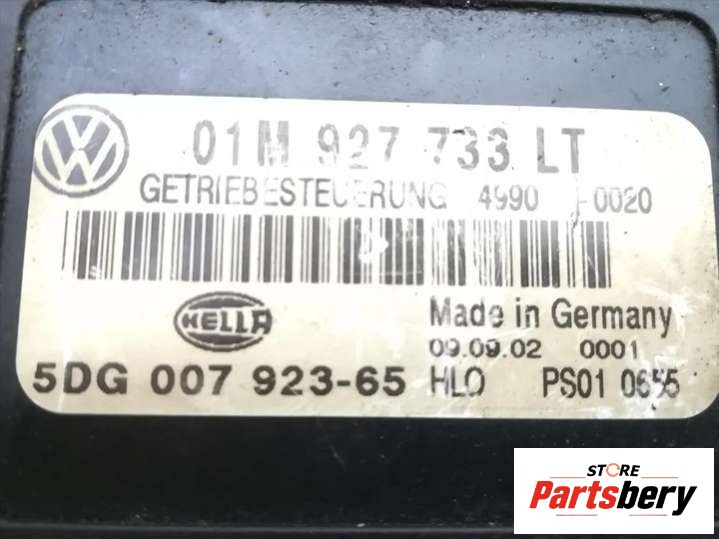 01M 927 733 LT
GETRIEBESTEUERUNG 4990 -0020
HELLA
Made in Germany
09.09.02 0001
5DG 007 923-65 HLO PS01 0655
STORE
Partsbery